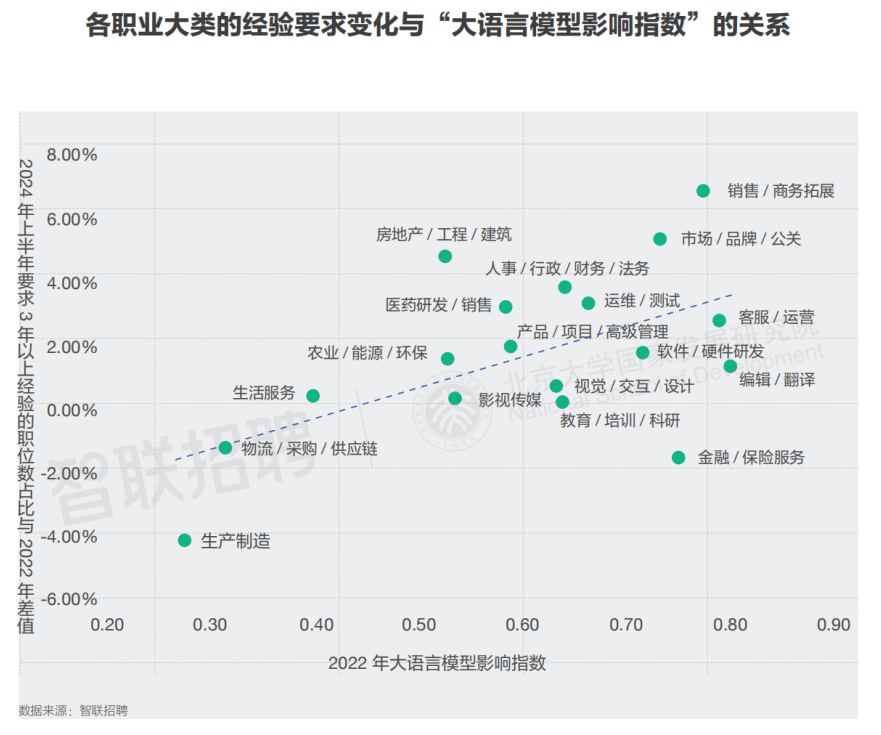 各职业大类的经验要求变化与“大语言模型影响指数”的关系
2024年上半年要求3年以上经验的职位数占比与2022年差值
8.00%
6.00%
4.00%
2.00%
0.00%
-2.00%
-4.00%
-6.00%
销售 / 商务拓展
房地产 / 工程 / 建筑
市场 / 品牌 / 公关
人事 / 行政 / 财务 / 法务
医药研发 / 销售
运维 / 测试
客服 / 运营
产品 / 项目 / 高级管理
农业 / 能源 / 环保
软件 / 硬件研发
编辑 / 翻译
生活服务
影视传媒
视觉 / 交互 / 设计
教育 / 培训 / 科研
物流 / 采购 / 供应链
金融 / 保险服务
生产制造
智联招聘
北京大学国家发展研究院
National School of Development
0.20 0.30 0.40 0.50 0.60 0.70 0.80 0.90
2022 年大语言模型影响指数
数据来源：智联招聘